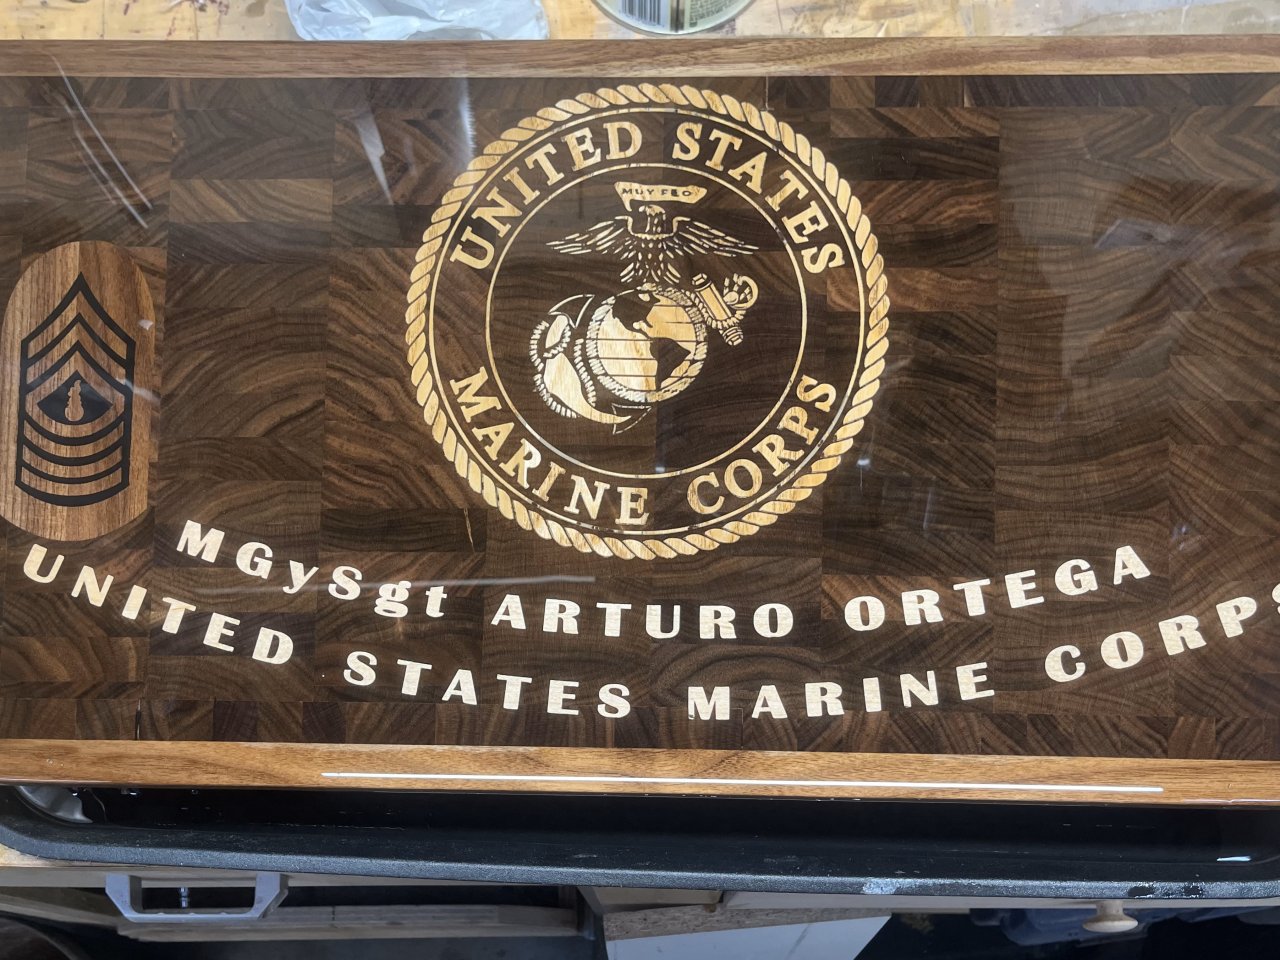 UNITED STATES
MUY FEO
MARINE CORPS
MGySgt ARTURO ORTEGA
UNITED STATES MARINE CORPS